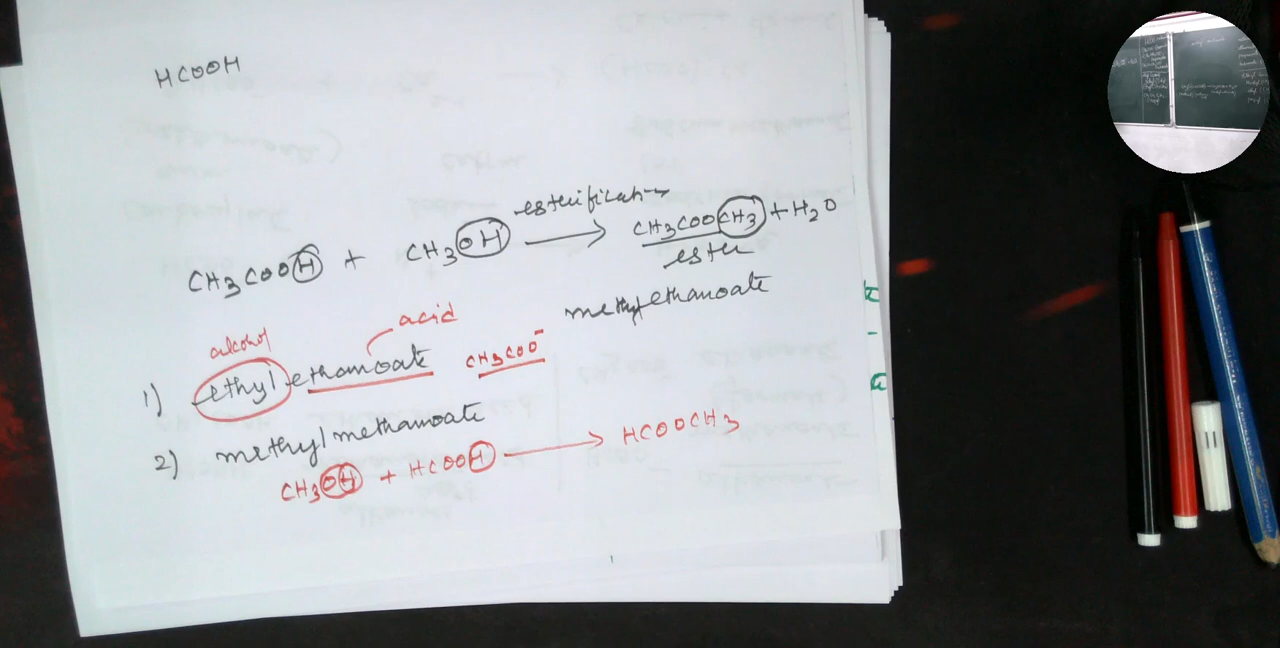 HCOOH
esterification
CH3COOH + CH3OH → CH3COOCH3 + H2O
ester
methylethanoate
alcohol
acid
1) ethyl ethanoate CH3COO-
2) methyl methanoate
CH3OH + HCOOH → HCOOCH3